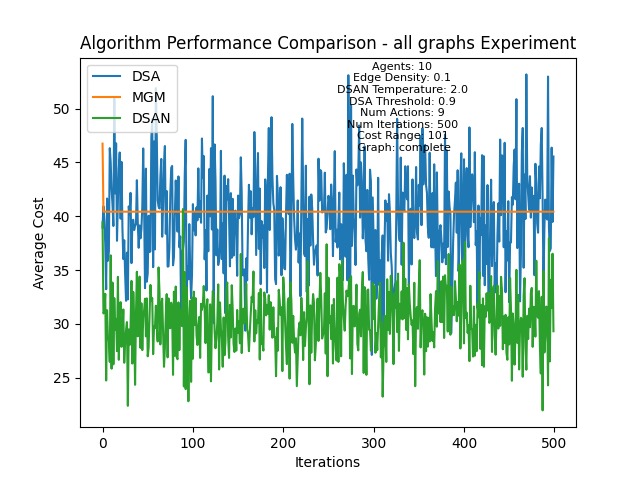 Algorithm Performance Comparison - all graphs Experiment
DSA
MGM
DSAN
Agents: 10
Edge Density: 0.1
DSAN Temperature: 2.0
DSA Threshold: 0.9
Num Actions: 9
Num Iterations: 500
Cost Range: 101
Graph: complete
Average Cost
50
45
40
35
30
25
0
100
200
300
400
500
Iterations